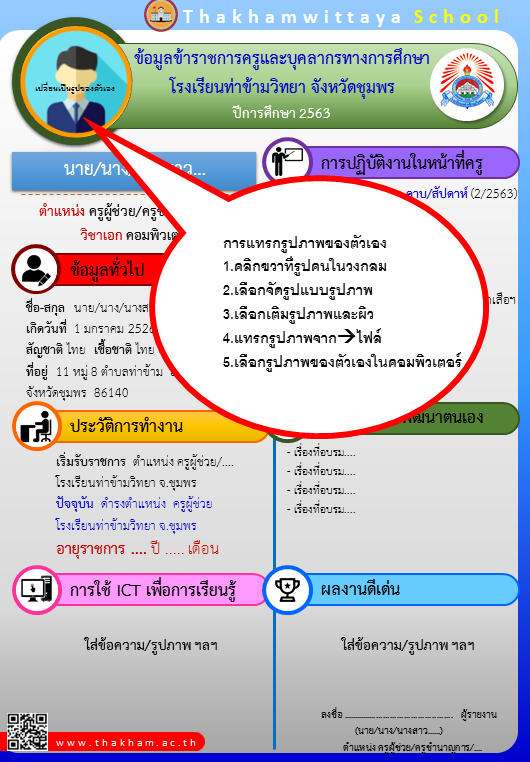 Thakhamwittaya School
ข้อมูลข้าราชการครูและบุคลากรทางการศึกษา
โรงเรียนท่าข้ามวิทยา จังหวัดชุมพร
ปีการศึกษา 2563
เปลี่ยนเป็นรูปของตัวเอง
นาย/นาง/
ตำแหน่ง ครูผู้ช่วย/ครู
วิชาเอก คอมพิวเต
การปฏิบัติงานในหน้าที่ครู
คาบ/สัปดาห์ (2/2563)
การแทรกรูปภาพของตัวเอง
1.คลิกขวาที่รูปคนในวงกลม
2.เลือกจัดรูปแบบรูปภาพ
3.เลือกเติมรูปภาพและผิว
4.แทรกรูปภาพจาก→ไฟล์
5.เลือกรูปภาพของตัวเองในคอมพิวเตอร์
ข้อมูลทั่วไป
ชื่อ-สกุล นาย/นาง/นางส
เกิดวันที่ 1 มกราคม 2526
สัญชาติ ไทย เชื้อชาติ ไทย
ที่อยู่ 11 หมู่ 8 ตำบลท่าข้าม
จังหวัดชุมพร 86140
ประวัติการทำงาน
เริ่มรับราชการ ตำแหน่ง ครูผู้ช่วย/....
โรงเรียนท่าข้ามวิทยา จ.ชุมพร
ปัจจุบัน ดำรงตำแหน่ง ครูผู้ช่วย
โรงเรียนท่าข้ามวิทยา จ.ชุมพร
อายุราชการ .... ปี ..... เดือน
ฒนาตนเอง
- เรื่องที่อบรม....
- เรื่องที่อบรม....
- เรื่องที่อบรม....
- เรื่องที่อบรม....
การใช้ ICT เพื่อการเรียนรู้
ใส่ข้อความ/รูปภาพ ฯลฯ
ผลงานดีเด่น
ใส่ข้อความ/รูปภาพ ฯลฯ
ลงชื่อ ........................................ ผู้รายงาน
(นาย/นาง/นางสาว......)
ตำแหน่ง ครูผู้ช่วย/ครูชำนาญการ/....
www.thakham.ac.th